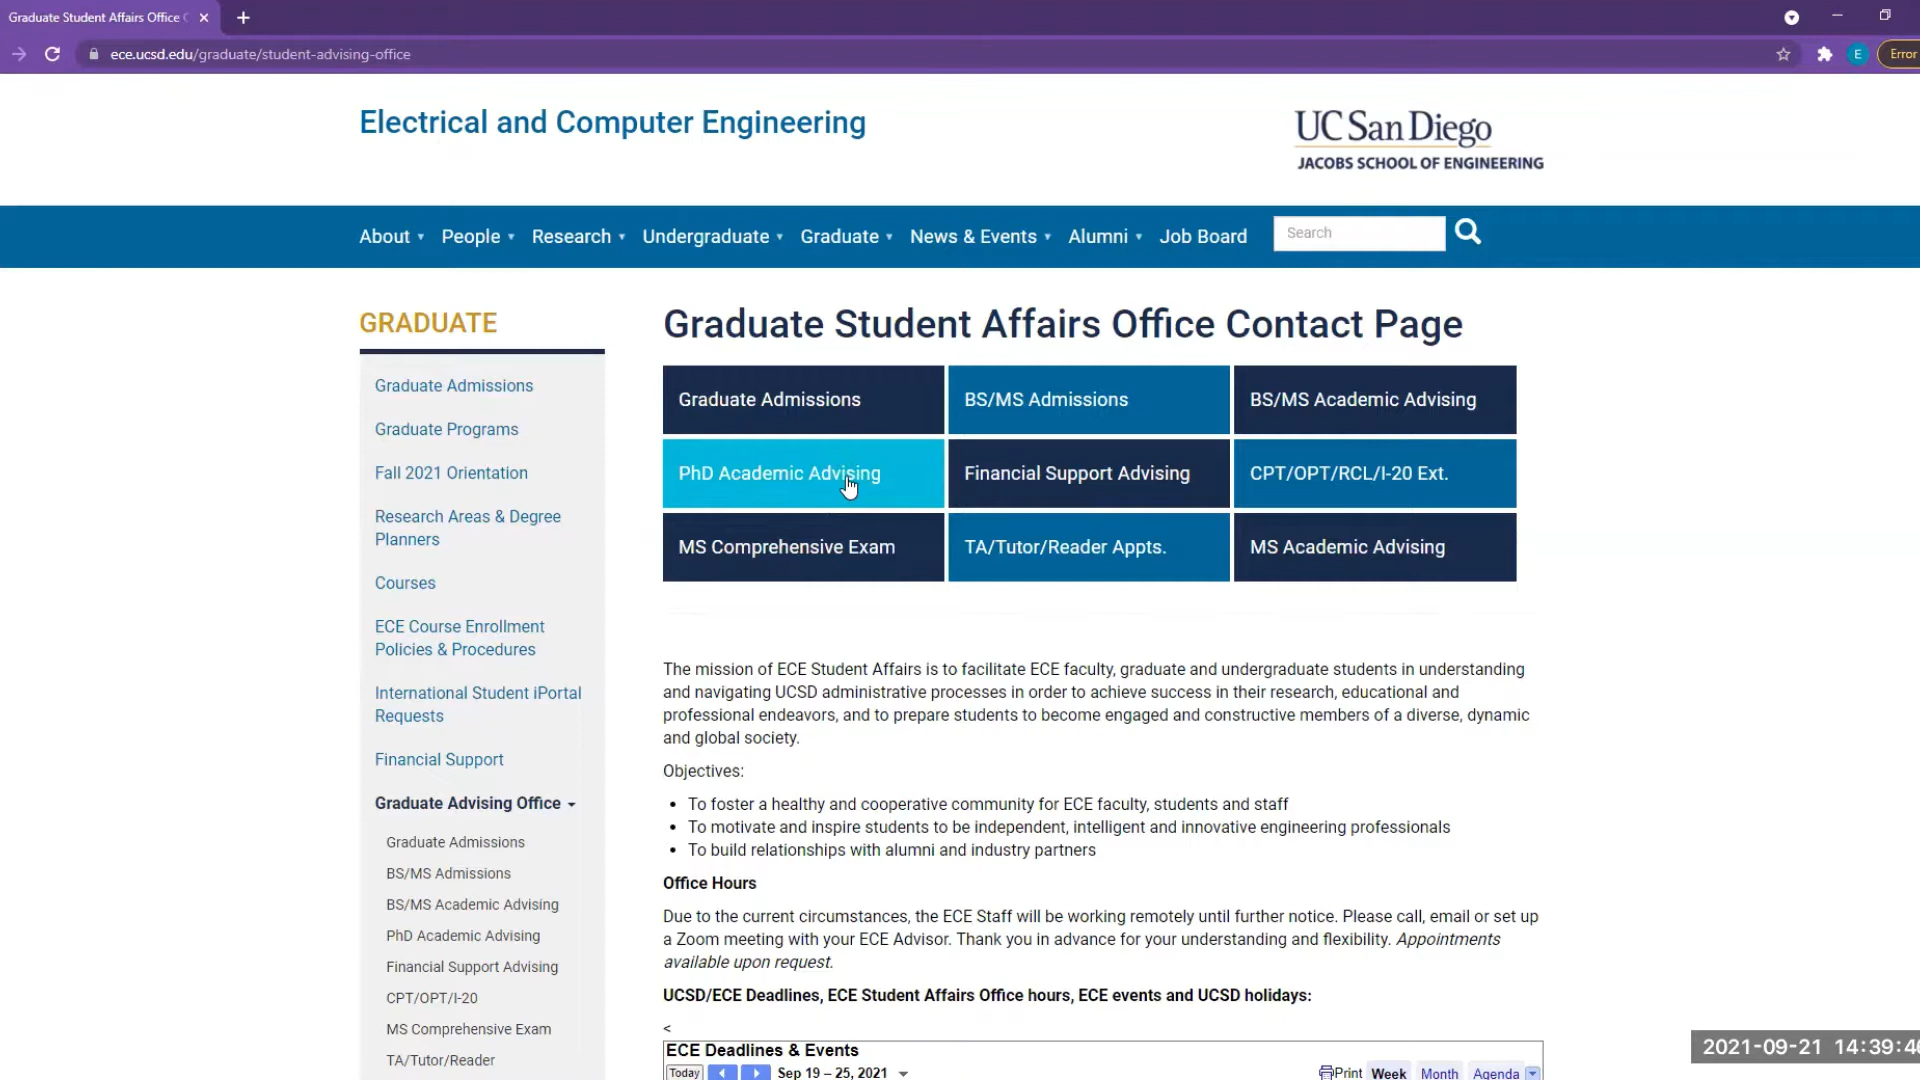 Graduate Student Affairs Office
ece.ucsd.edu/graduate/student-advising-office
E
Error
Electrical and Computer Engineering
UC San Diego
JACOBS SCHOOL OF ENGINEERING
About
People
Research
Undergraduate
Graduate
News & Events
Alumni
Job Board
Search
GRADUATE
Graduate Admissions
Graduate Programs
Fall 2021 Orientation
Research Areas & Degree
Planners
Courses
ECE Course Enrollment
Policies & Procedures
International Student iPortal
Requests
Financial Support
Graduate Advising Office
Graduate Admissions
BS/MS Admissions
BS/MS Academic Advising
PhD Academic Advising
Financial Support Advising
CPT/OPT/I-20
MS Comprehensive Exam
TA/Tutor/Reader
Graduate Student Affairs Office Contact Page
Graduate Admissions
BS/MS Admissions
BS/MS Academic Advising
PhD Academic Advising
Financial Support Advising
CPT/OPT/RCL/I-20 Ext.
MS Comprehensive Exam
TA/Tutor/Reader Appts.
MS Academic Advising
The mission of ECE Student Affairs is to facilitate ECE faculty, graduate and undergraduate students in understanding
and navigating UCSD administrative processes in order to achieve success in their research, educational and
professional endeavors, and to prepare students to become engaged and constructive members of a diverse, dynamic
and global society.
Objectives:
• To foster a healthy and cooperative community for ECE faculty, students and staff
• To motivate and inspire students to be independent, intelligent and innovative engineering professionals
• To build relationships with alumni and industry partners
Office Hours
Due to the current circumstances, the ECE Staff will be working remotely until further notice. Please call, email or set up
a Zoom meeting with your ECE Advisor. Thank you in advance for your understanding and flexibility. Appointments
available upon request.
UCSD/ECE Deadlines, ECE Student Affairs Office hours, ECE events and UCSD holidays:
<
ECE Deadlines & Events
Today
Sep 19 – 25, 2021
Print
Week
Month
Agenda
2021-09-21 14:39:4